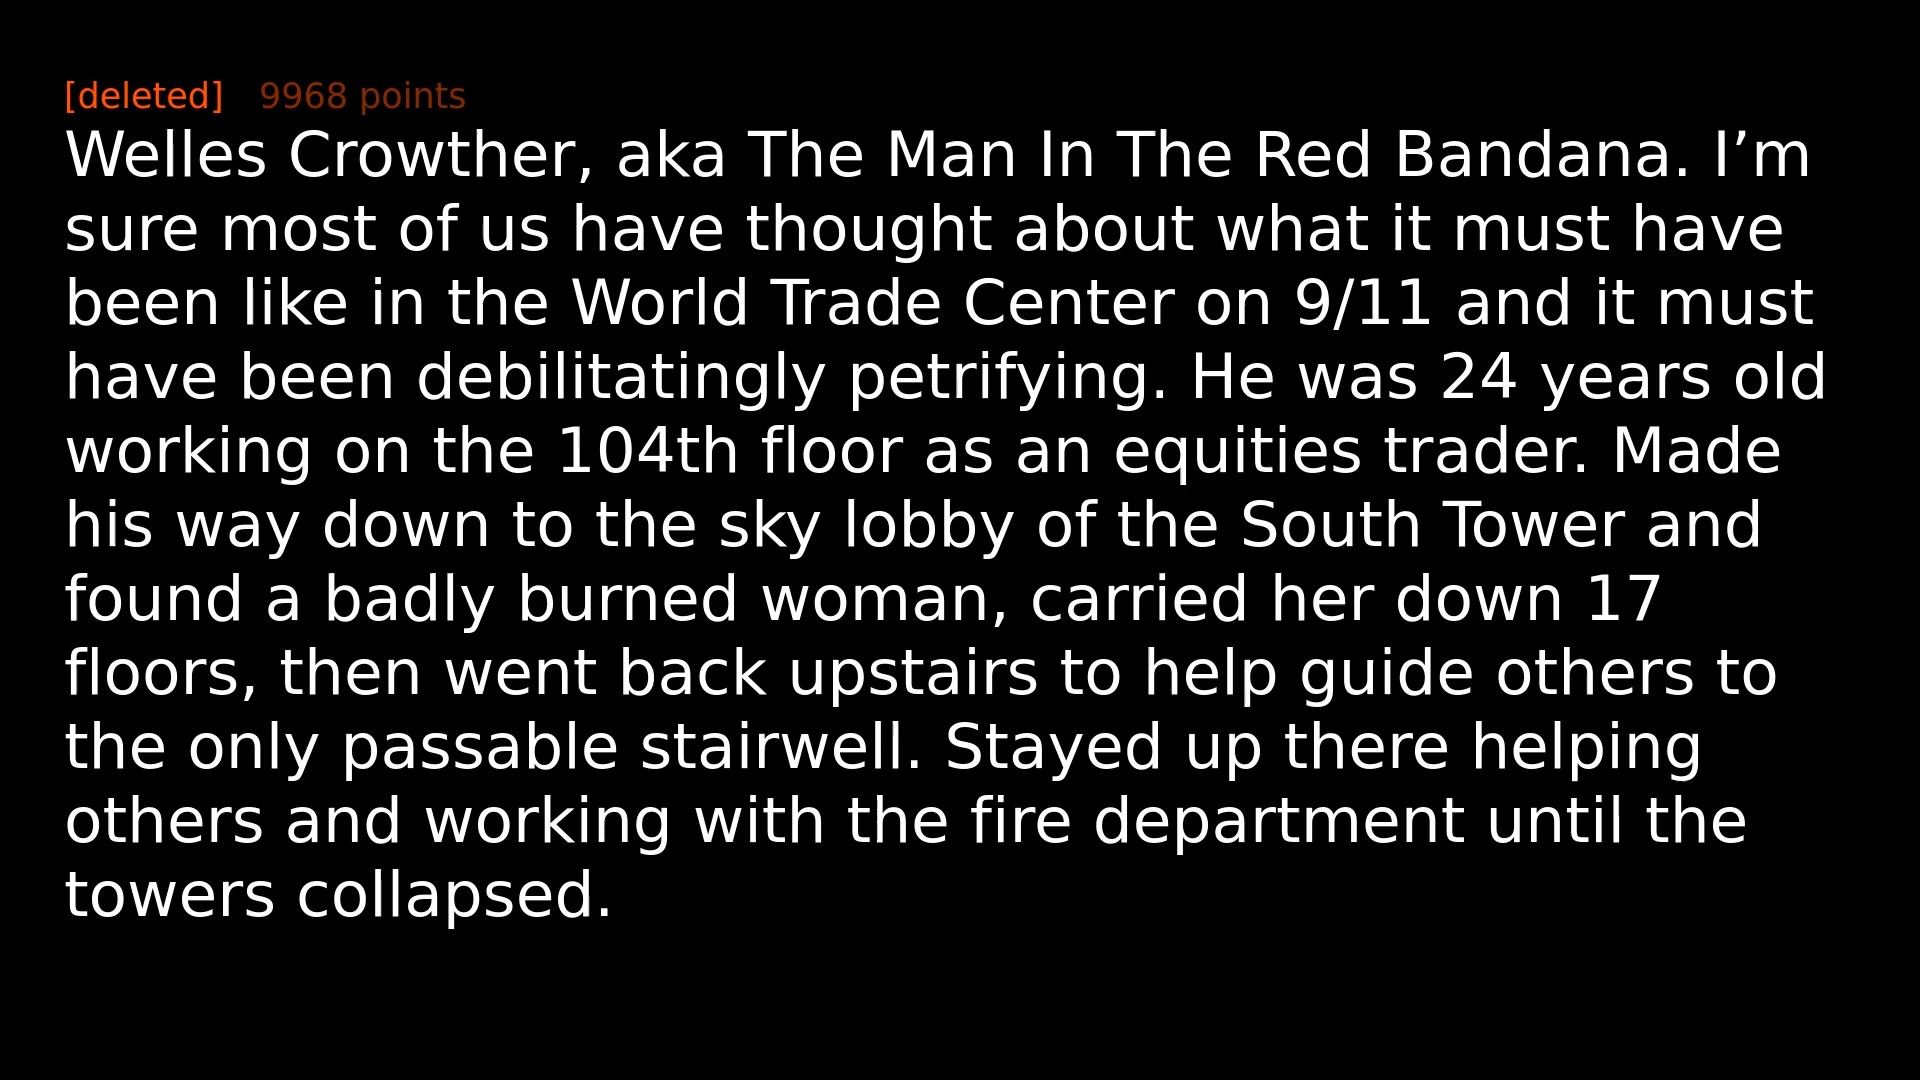 [deleted] 9968 points
Welles Crowther, aka The Man In The Red Bandana. I’m
sure most of us have thought about what it must have
been like in the World Trade Center on 9/11 and it must
have been debilitatingly petrifying. He was 24 years old
working on the 104th floor as an equities trader. Made
his way down to the sky lobby of the South Tower and
found a badly burned woman, carried her down 17
floors, then went back upstairs to help guide others to
the only passable stairwell. Stayed up there helping
others and working with the fire department until the
towers collapsed.